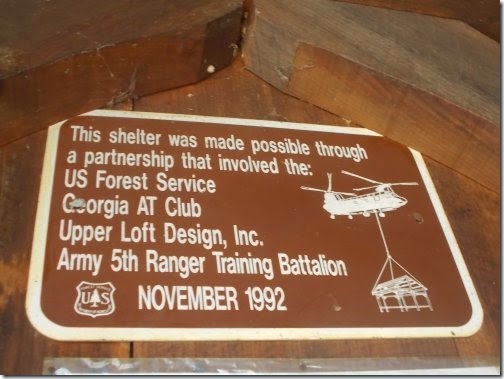 This shelter was made possible through
a partnership that involved the:
US Forest Service
Georgia AT Club
Upper Loft Design, Inc.
Army 5th Ranger Training Battalion
US
NOVEMBER 1992